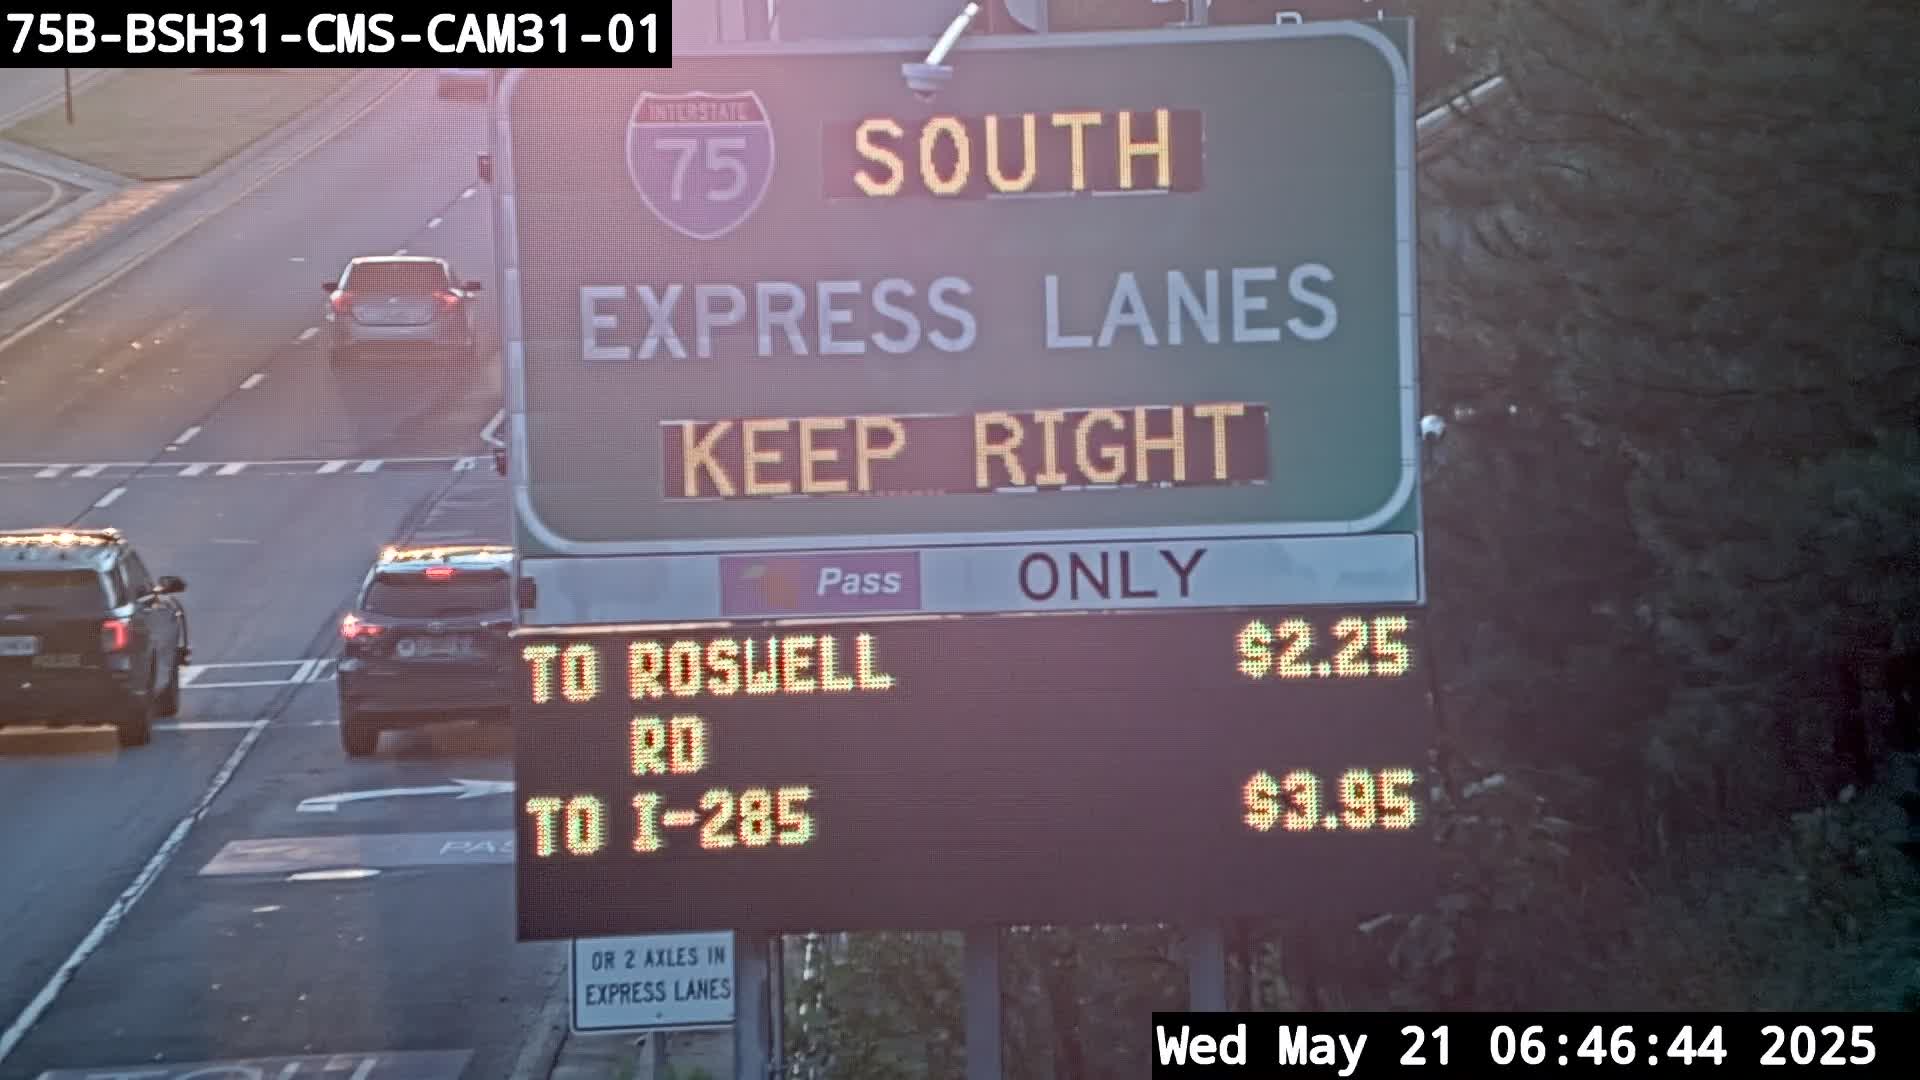 75B-BSH31-CMS-CAM31-01
INTERSTATE
75
SOUTH
EXPRESS LANES
KEEP RIGHT
Pass ONLY
TO ROSWELL $2.25
RD
TO I-285 $3.95
OR 2 AXLES IN
EXPRESS LANES
Wed May 21 06:46:44 2025